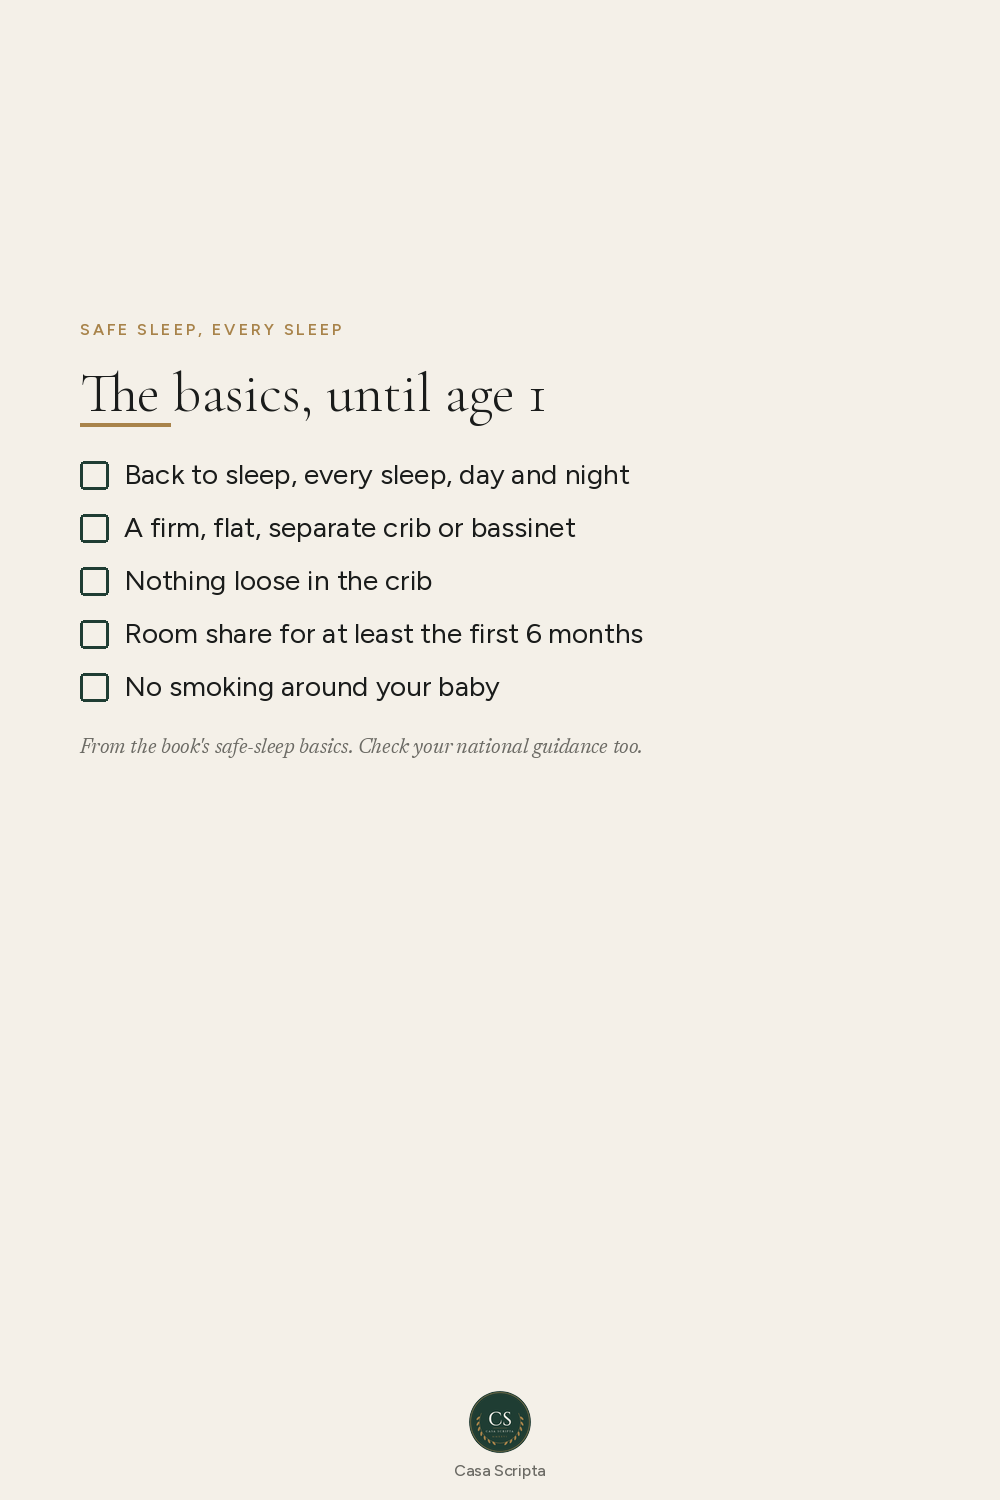 SAFE SLEEP, EVERY SLEEP
The basics, until age 1
Back to sleep, every sleep, day and night
A firm, flat, separate crib or bassinet
Nothing loose in the crib
Room share for at least the first 6 months
No smoking around your baby
From the book's safe-sleep basics. Check your national guidance too.
CS
CASA SCRIPTA
Casa Scripta